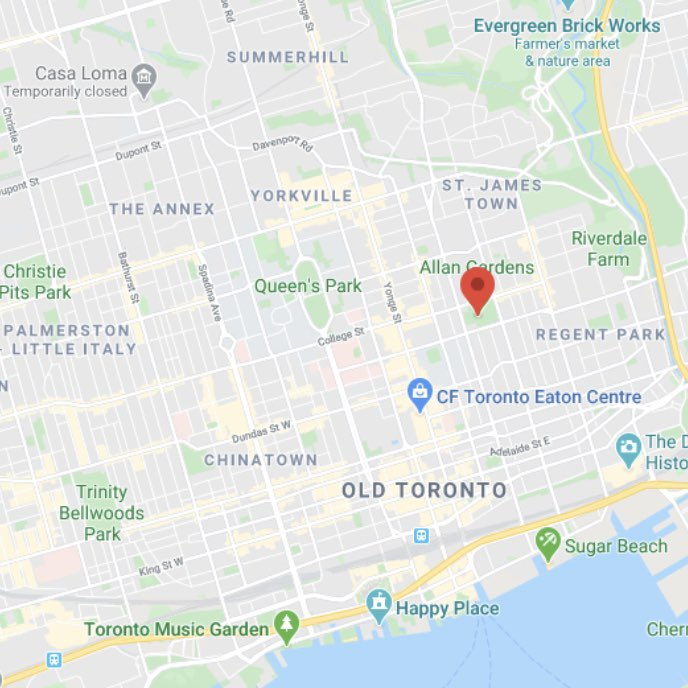 Evergreen Brick Works
Farmer's market
& nature area
SUMMERHILL
Casa Loma
Temporarily closed
Christie St
Dupont St
Davenport Rd
Yonge St
YORKVILLE
ST. JAMES
TOWN
THE ANNEX
Riverdale
Farm
Christie
Pits Park
Bathurst St
Spadina Ave
Queen's Park
Allan Gardens
Yonge St
PALMERSTON
- LITTLE ITALY
College St
REGENT PARK
CF Toronto Eaton Centre
Dundas St W
Adelaide St E
The D
Histo
CHINATOWN
Trinity
Bellwoods
Park
OLD TORONTO
Sugar Beach
King St W
Happy Place
Toronto Music Garden
Cherr